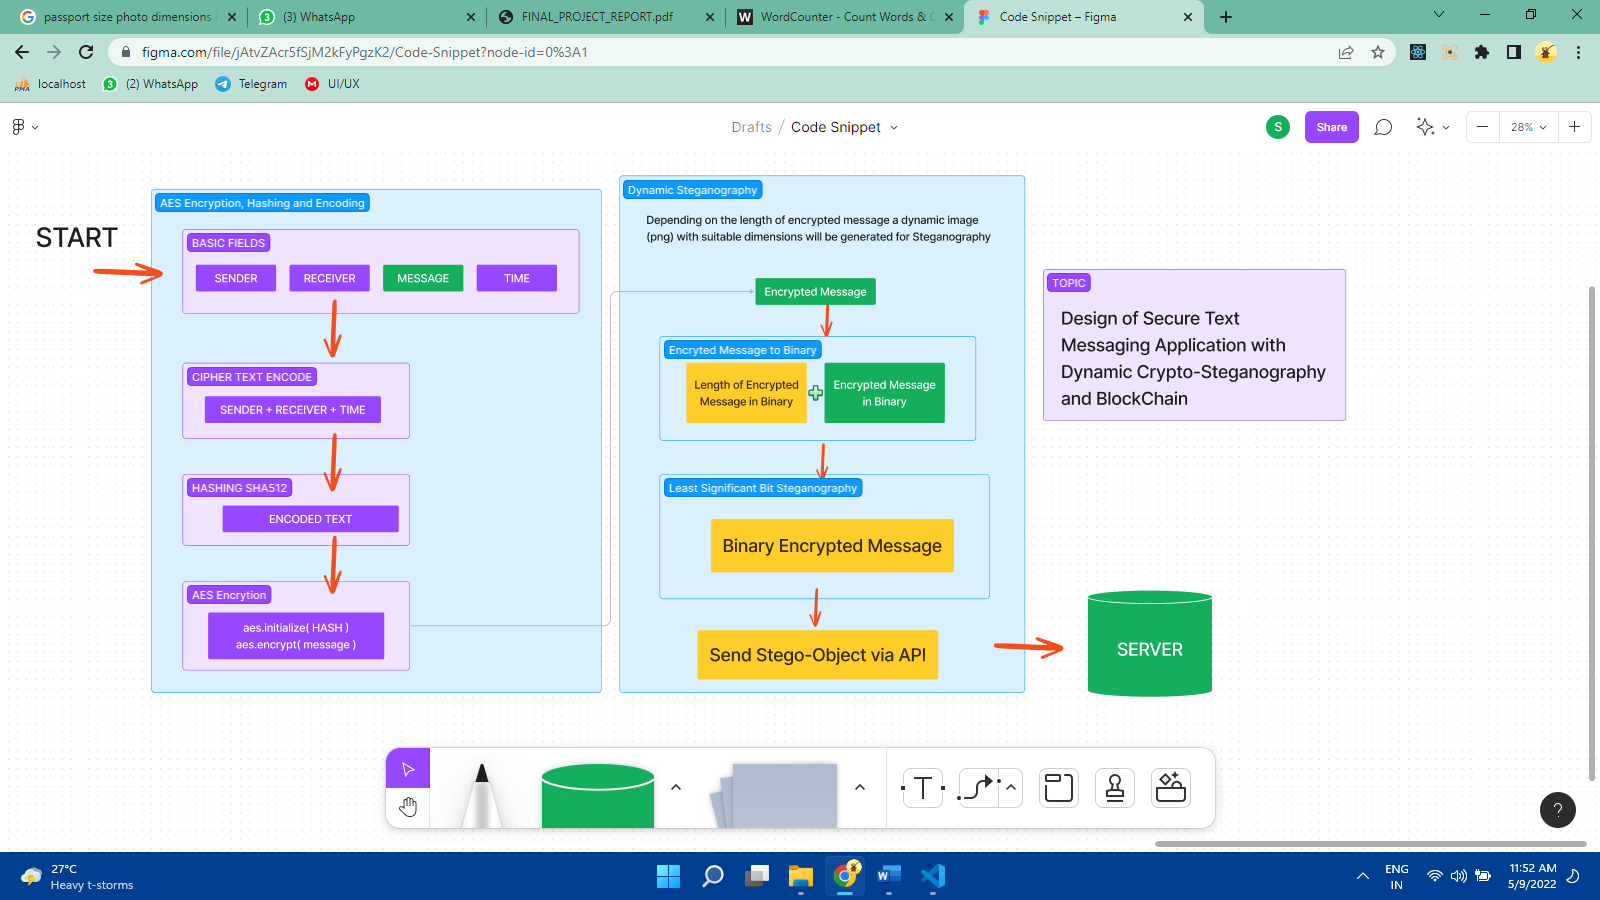 passport size photo dimensions
(3) WhatsApp
FINAL_PROJECT_REPORT.pdf
WordCounter - Count Words & C
Code Snippet – Figma
figma.com/file/jAtvZAcr5fSjM2kFyPgzK2/Code-Snippet?node-id=0%3A1
localhost
3
(2) WhatsApp
Telegram
UI/UX
Drafts / Code Snippet
S
Share
28%
START
AES Encryption, Hashing and Encoding
BASIC FIELDS
SENDER
RECEIVER
MESSAGE
TIME
CIPHER TEXT ENCODE
SENDER + RECEIVER + TIME
HASHING SHA512
ENCODED TEXT
AES Encrytion
aes.initialize( HASH )
aes.encrypt( message )
Dynamic Steganography
Depending on the length of encrypted message a dynamic image
(png) with suitable dimensions will be generated for Steganography
Encrypted Message
Encryted Message to Binary
Length of Encrypted
Message in Binary
Encrypted Message
in Binary
Least Significant Bit Steganography
Binary Encrypted Message
Send Stego-Object via API
TOPIC
Design of Secure Text
Messaging Application with
Dynamic Crypto-Steganography
and BlockChain
SERVER
T
?
27°C
Heavy t-storms
ENG
IN
11:52 AM
5/9/2022